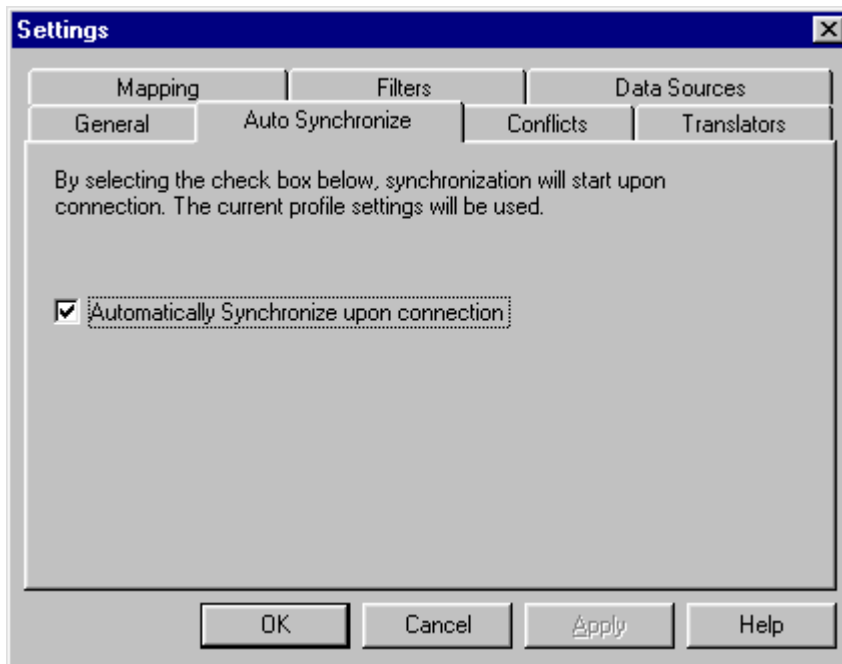 Settings
Mapping Filters Data Sources
General Auto Synchronize Conflicts Translators
By selecting the check box below, synchronization will start upon
connection. The current profile settings will be used.
Automatically Synchronize upon connection
OK Cancel Apply Help